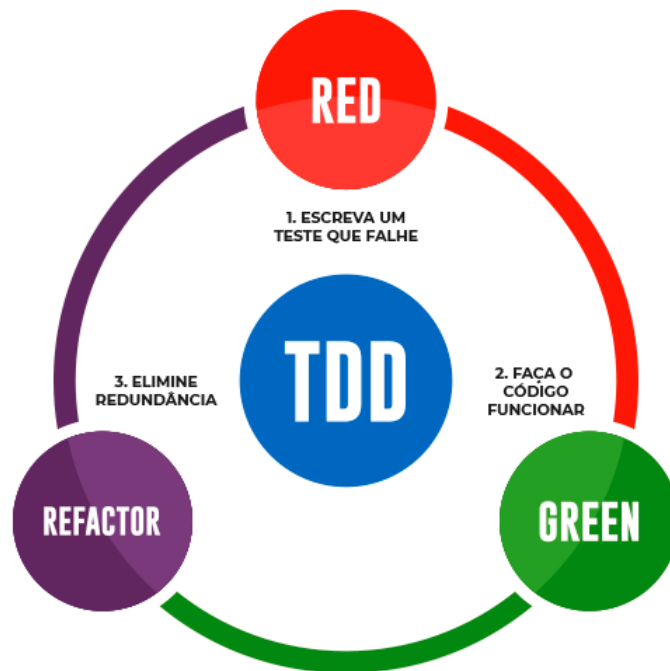 RED
1. ESCREVA UM
TESTE QUE FALHE
TDD
3. ELIMINE
REDUNDÂNCIA
2. FAÇA O
CÓDIGO
FUNCIONAR
REFACTOR
GREEN